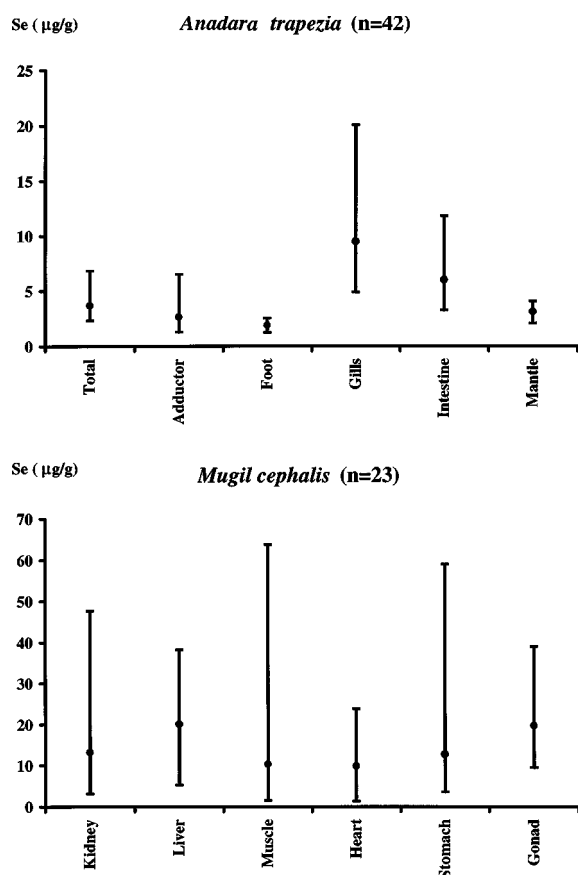 Se ( µg/g) Anadara trapezia (n=42)
25
20
15
10
5
0
Total
Adductor
Foot
Gills
Intestine
Mantle
Se ( µg/g) Mugil cephalis (n=23)
70
60
50
40
30
20
10
0
Kidney
Liver
Muscle
Heart
Stomach
Gonad